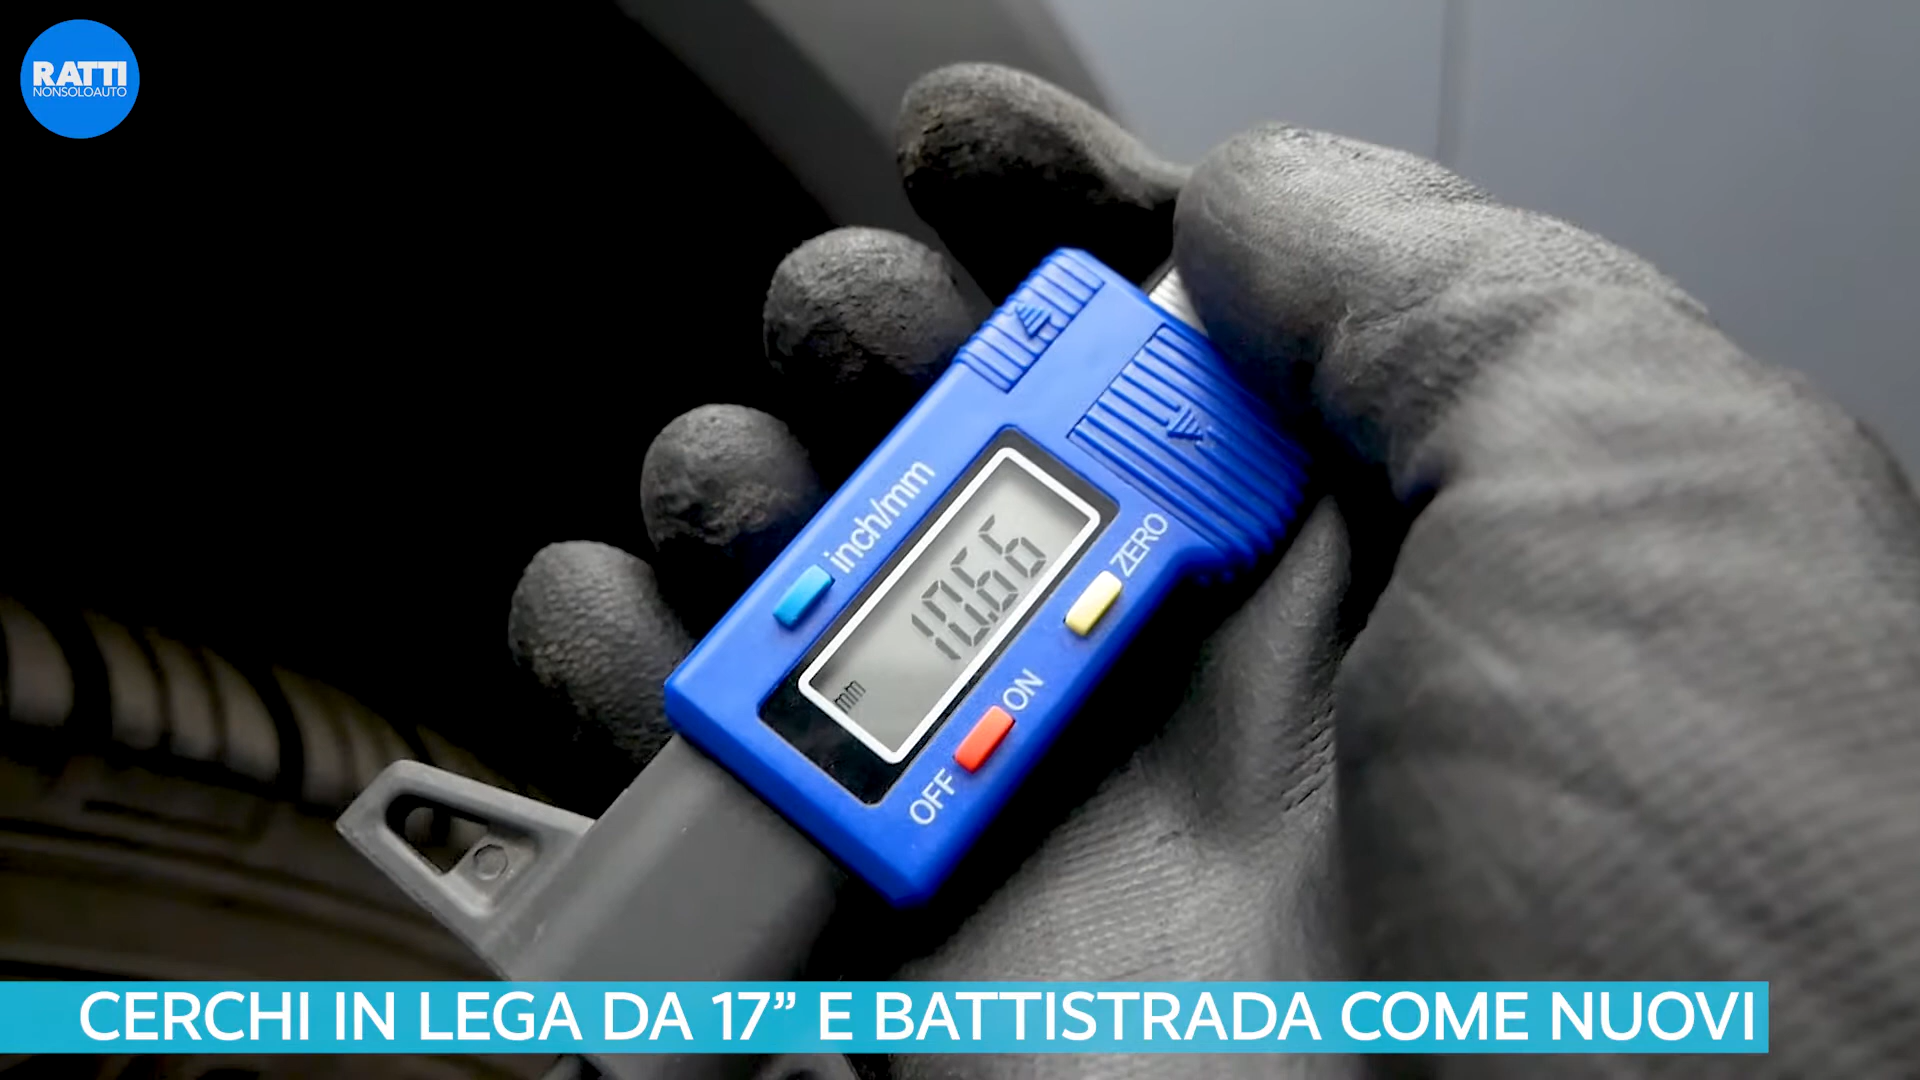 RATTI
NONSOLOAUTO
inch/mm
10.66
mm
ZERO
ON
OFF
CERCHI IN LEGA DA 17” E BATTISTRADA COME NUOVI